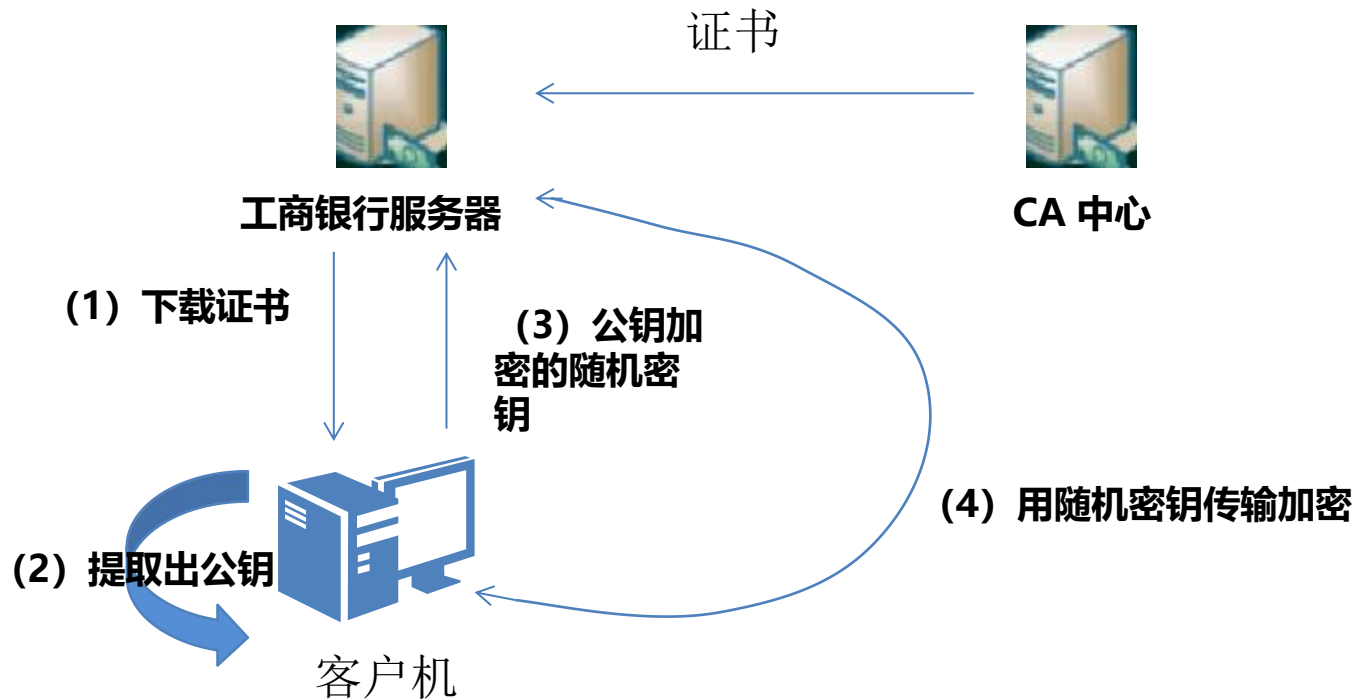 证书
工商银行服务器
CA 中心
（1）下载证书
（3）公钥加
密的随机密
钥
（4）用随机密钥传输加密
（2）提取出公钥
客户机